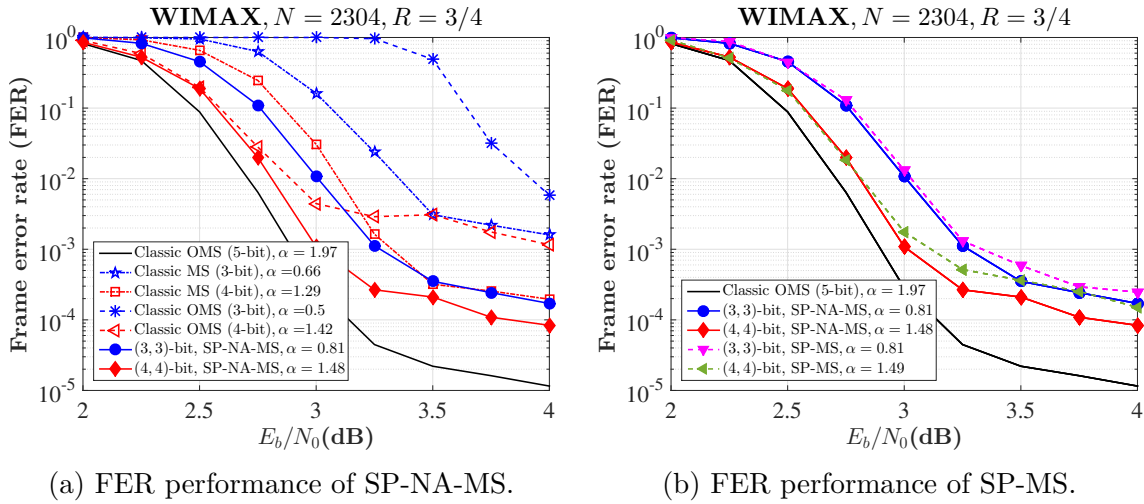 WIMAX, N = 2304, R = 3/4
Frame error rate (FER)
10^0
10^-1
10^-2
10^-3
10^-4
10^-5
Classic OMS (5-bit), α = 1.97
Classic MS (3-bit), α =0.66
Classic MS (4-bit), α =1.29
Classic OMS (3-bit), α =0.5
Classic OMS (4-bit), α = 1.42
(3, 3)-bit, SP-NA-MS, α = 0.81
(4, 4)-bit, SP-NA-MS, α = 1.48
2 2.5 3 3.5 4
E_b/N_0(dB)
(a) FER performance of SP-NA-MS.
WIMAX, N = 2304, R = 3/4
Frame error rate (FER)
10^0
10^-1
10^-2
10^-3
10^-4
10^-5
Classic OMS (5-bit), α = 1.97
(3, 3)-bit, SP-NA-MS, α = 0.81
(4, 4)-bit, SP-NA-MS, α = 1.48
(3, 3)-bit, SP-MS, α = 0.81
(4, 4)-bit, SP-MS, α = 1.49
2 2.5 3 3.5 4
E_b/N_0(dB)
(b) FER performance of SP-MS.